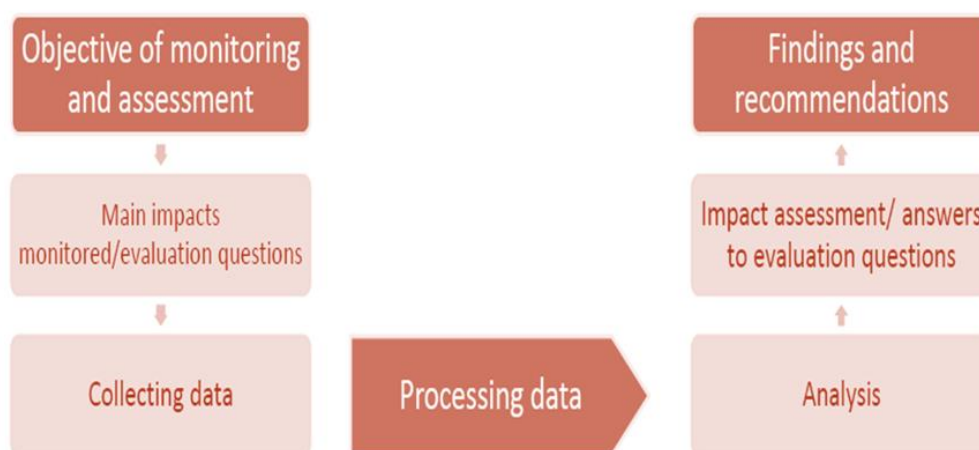 Objective of monitoring
and assessment
Main impacts
monitored/evaluation questions
Collecting data
Processing data
Findings and
recommendations
Impact assessment/ answers
to evaluation questions
Analysis